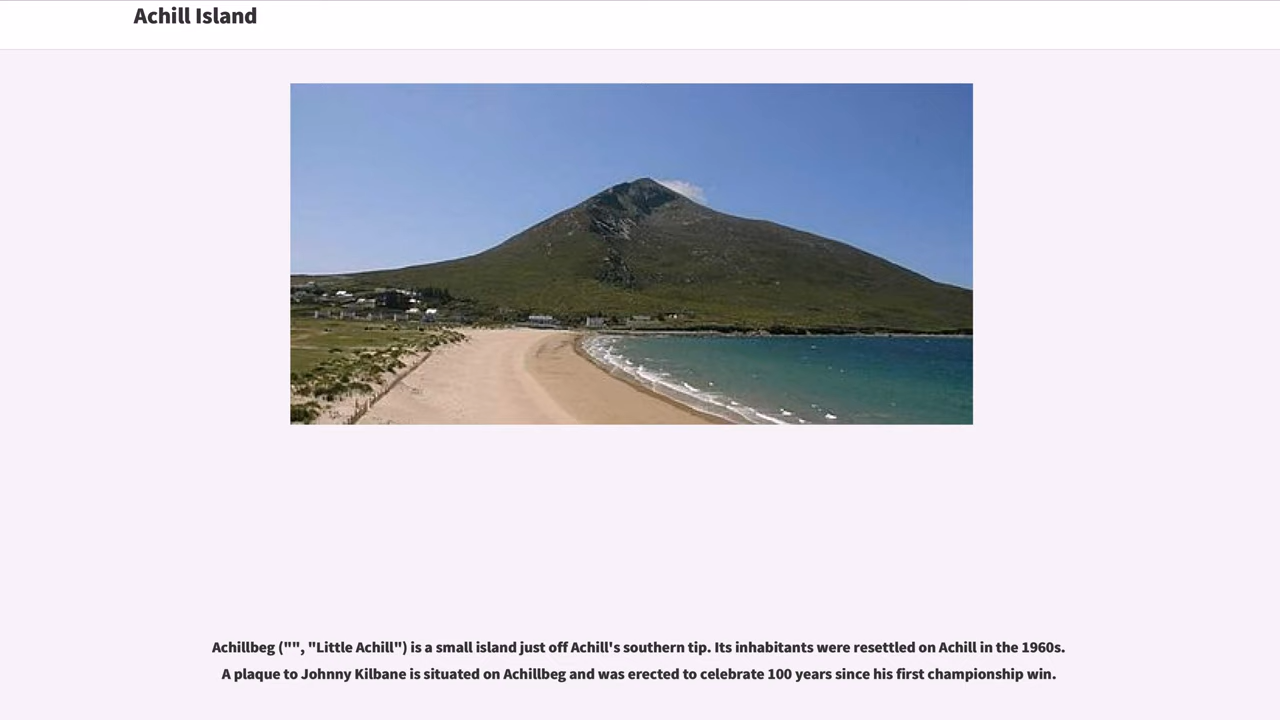 Achill Island
Achillbeg ("", "Little Achill") is a small island just off Achill's southern tip. Its inhabitants were resettled on Achill in the 1960s.
A plaque to Johnny Kilbane is situated on Achillbeg and was erected to celebrate 100 years since his first championship win.